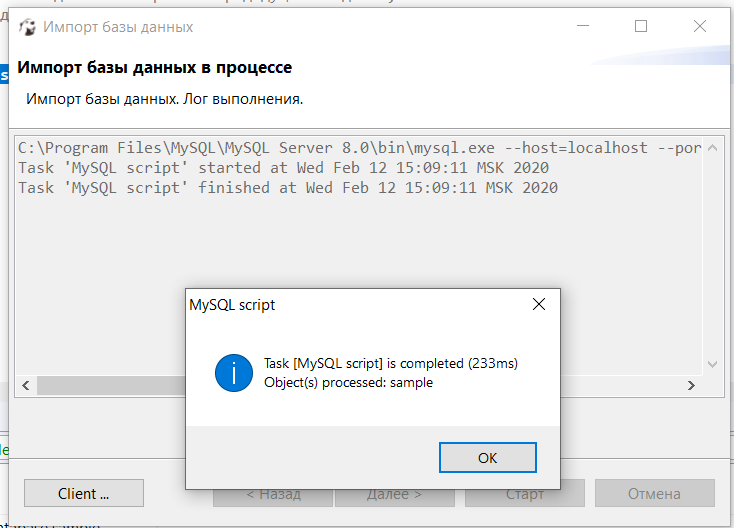 Импорт базы данных
Импорт базы данных в процессе
Импорт базы данных. Лог выполнения.
C:\Program Files\MySQL\MySQL Server 8.0\bin\mysql.exe --host=localhost --por
Task 'MySQL script' started at Wed Feb 12 15:09:11 MSK 2020
Task 'MySQL script' finished at Wed Feb 12 15:09:11 MSK 2020
MySQL script
Task [MySQL script] is completed (233ms)
Object(s) processed: sample
OK
Client ...
< Назад
Далее >
Старт
Отмена